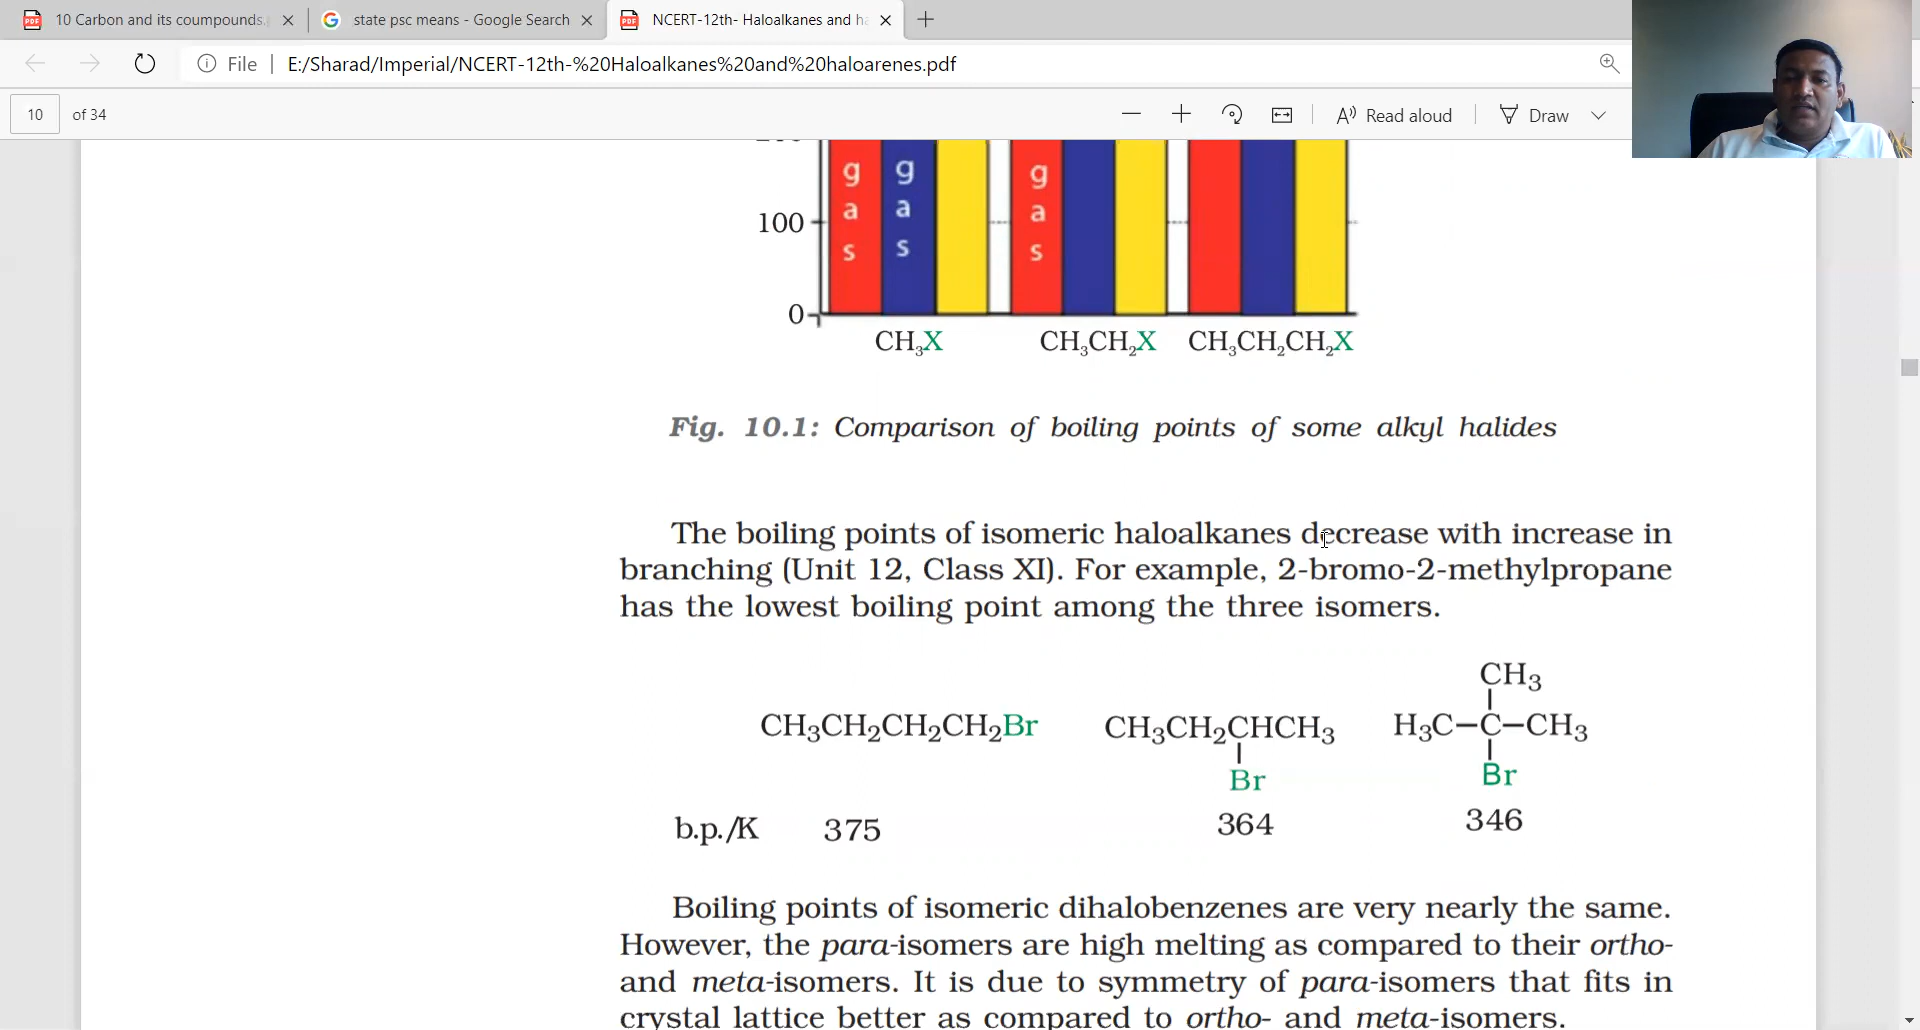 10 Carbon and its coumpounds.
state psc means - Google Search
NCERT-12th- Haloalkanes and ha
File
E:/Sharad/Imperial/NCERT-12th-%20Haloalkanes%20and%20haloarenes.pdf
10 of 34
Read aloud
Draw
g a s
g a s
g a s
100
0
CH₃X CH₃CH₂X CH₃CH₂CH₂X
Fig. 10.1: Comparison of boiling points of some alkyl halides
The boiling points of isomeric haloalkanes decrease with increase in
branching (Unit 12, Class XI). For example, 2-bromo-2-methylpropane
has the lowest boiling point among the three isomers.
CH₃
CH₃CH₂CH₂CH₂Br CH₃CH₂CHCH₃ H₃C–C–CH₃
Br Br
b.p./K 375 364 346
Boiling points of isomeric dihalobenzenes are very nearly the same.
However, the para-isomers are high melting as compared to their ortho-
and meta-isomers. It is due to symmetry of para-isomers that fits in
crystal lattice better as compared to ortho- and meta-isomers.